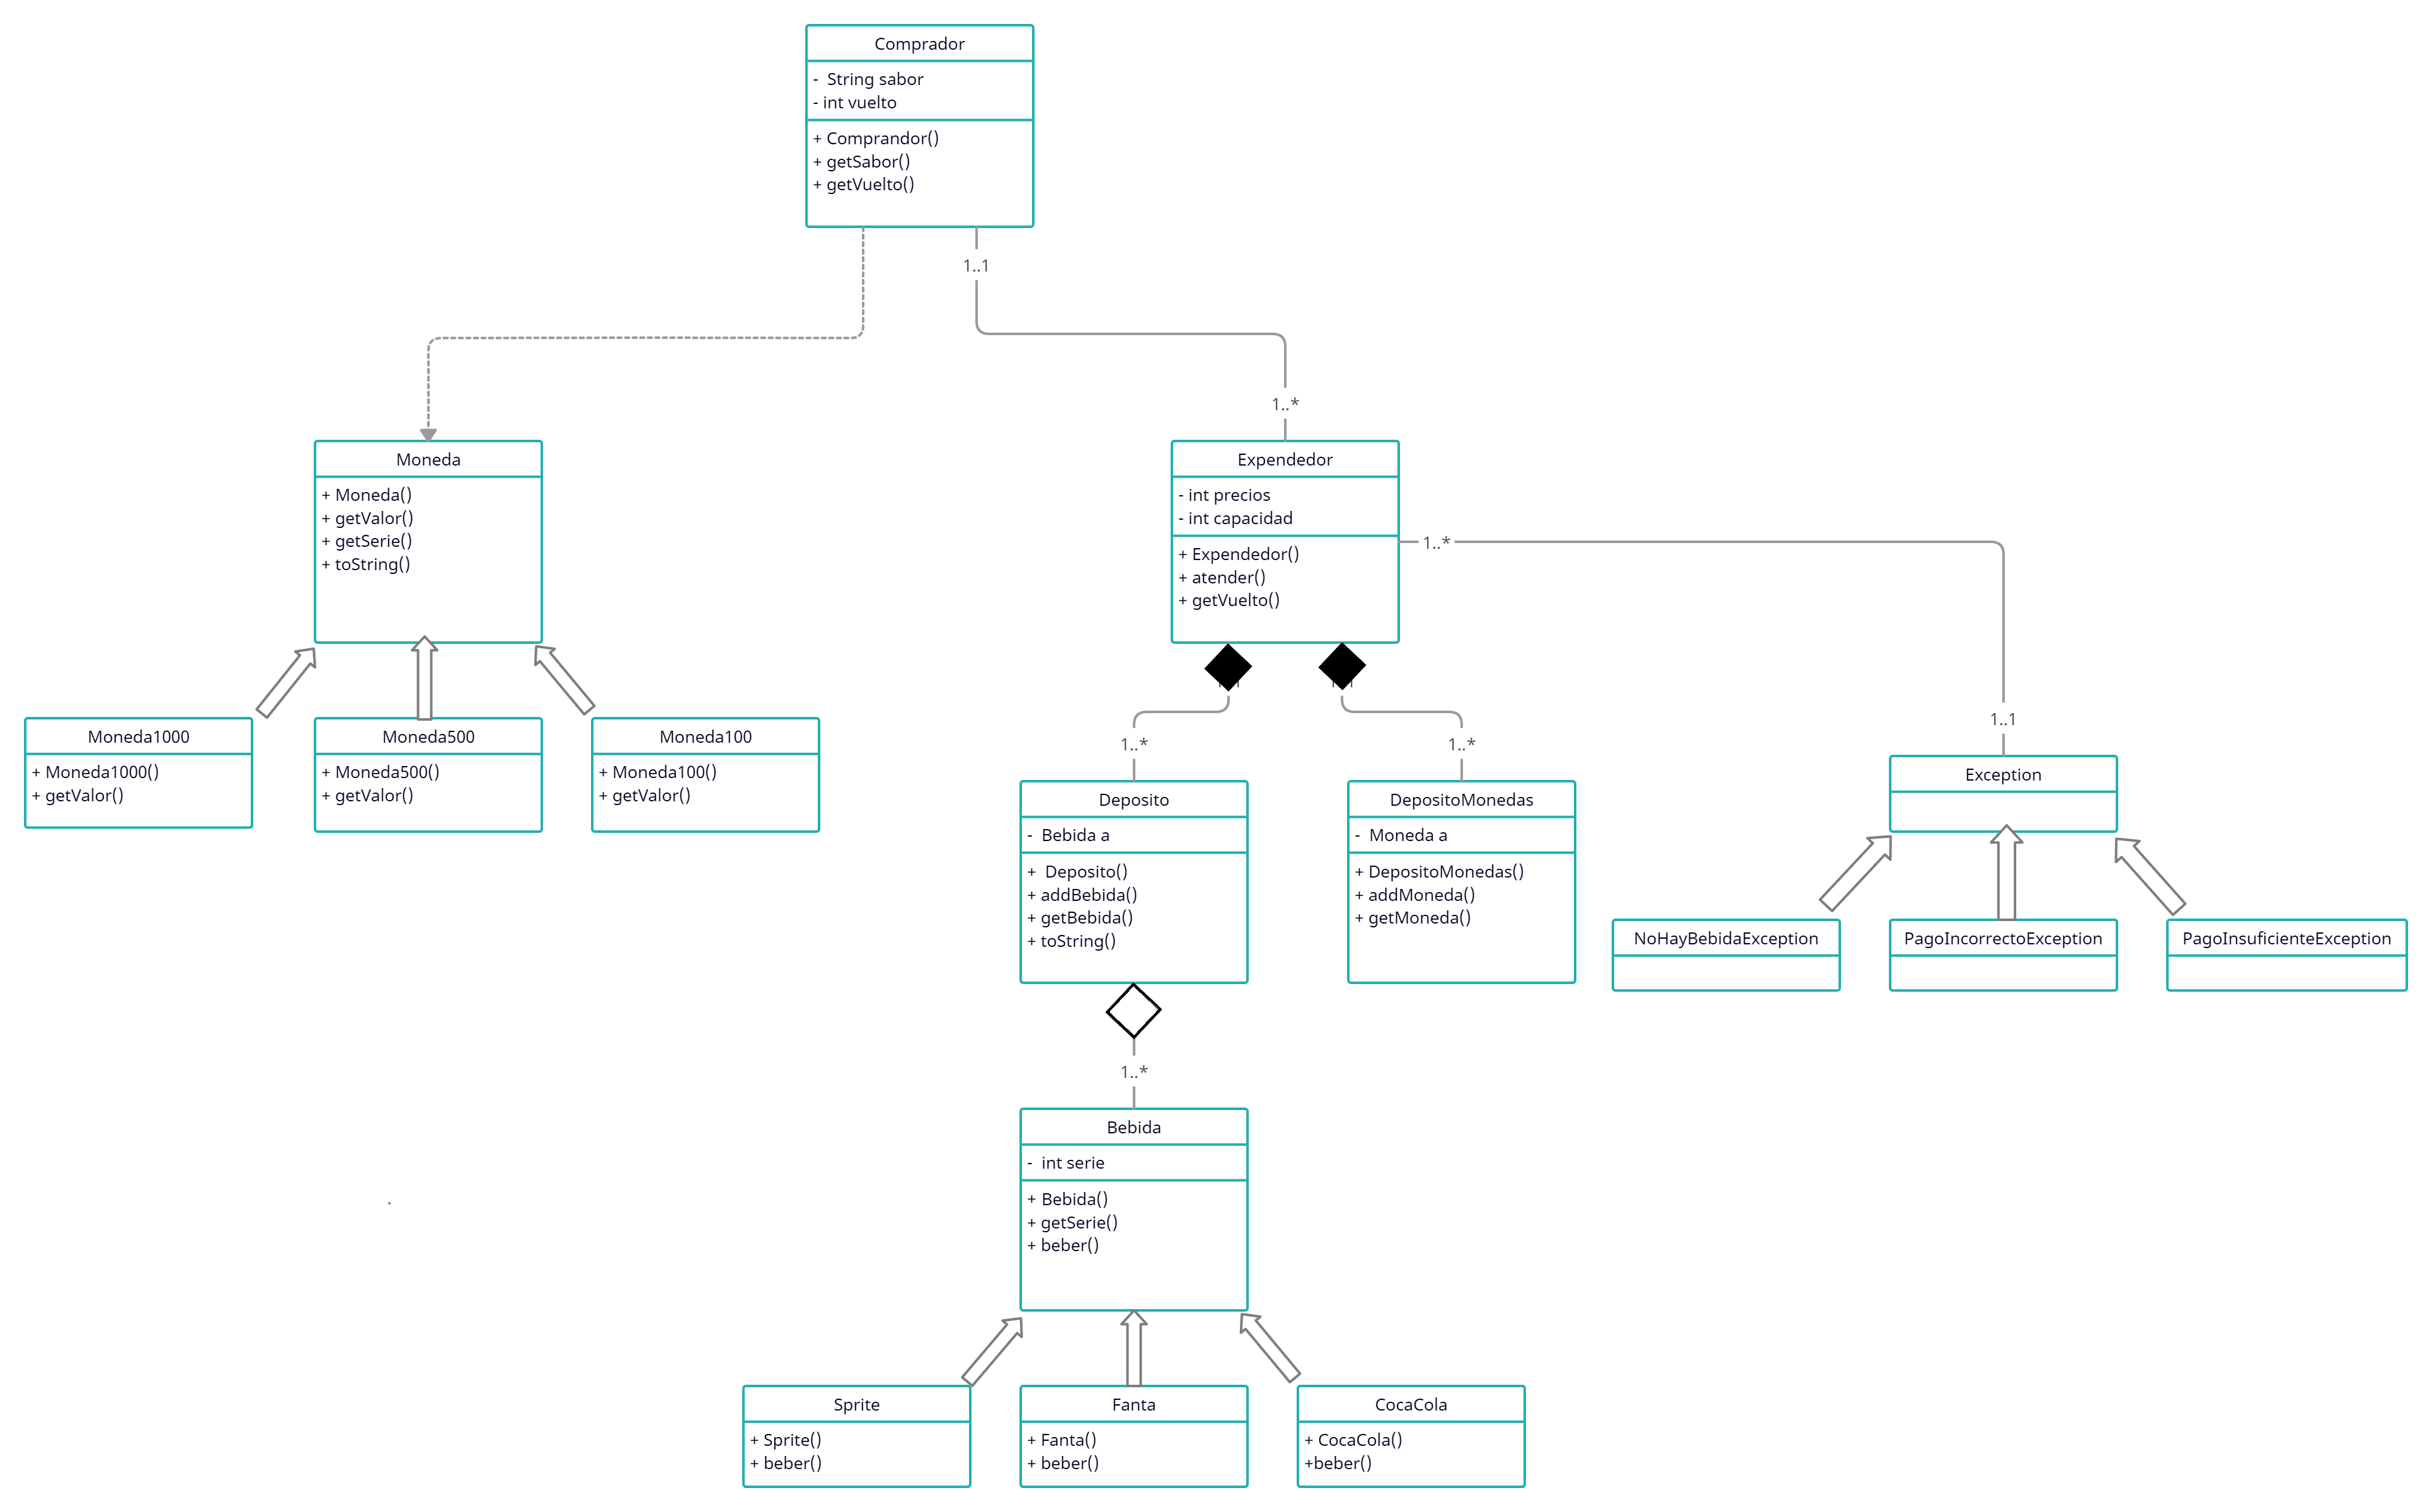 Comprador
-  String sabor
- int vuelto
+ Comprandor()
+ getSabor()
+ getVuelto()
1..1
1..*
Moneda
+ Moneda()
+ getValor()
+ getSerie()
+ toString()
Expendedor
- int precios
- int capacidad
+ Expendedor()
+ atender()
+ getVuelto()
1..*
1..1
Moneda1000
+ Moneda1000()
+ getValor()
Moneda500
+ Moneda500()
+ getValor()
Moneda100
+ Moneda100()
+ getValor()
1..*
1..*
Deposito
-  Bebida a
+  Deposito()
+ addBebida()
+ getBebida()
+ toString()
DepositoMonedas
-  Moneda a
+ DepositoMonedas()
+ addMoneda()
+ getMoneda()
Exception
NoHayBebidaException
PagoIncorrectoException
PagoInsuficienteException
1..*
Bebida
-  int serie
+ Bebida()
+ getSerie()
+ beber()
Sprite
+ Sprite()
+ beber()
Fanta
+ Fanta()
+ beber()
CocaCola
+ CocaCola()
+beber()